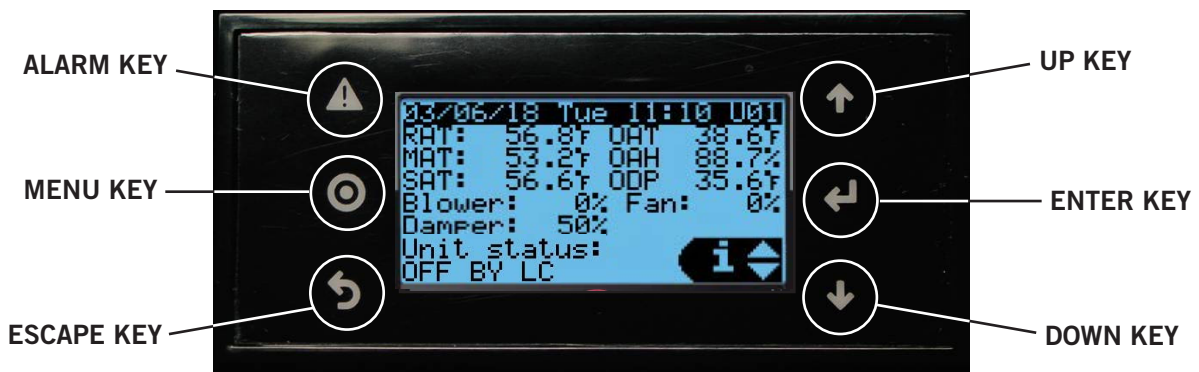 ALARM KEY
MENU KEY
ESCAPE KEY
03/06/18 Tue 11:10 U01
RAT: 56.8°F OAT 38.6°F
MAT: 53.2°F OAH 88.7%
SAT: 56.6°F ODP 35.6°F
Blower: 0% Fan: 0%
Damper: 50%
Unit status:
OFF BY LC
i
UP KEY
ENTER KEY
DOWN KEY